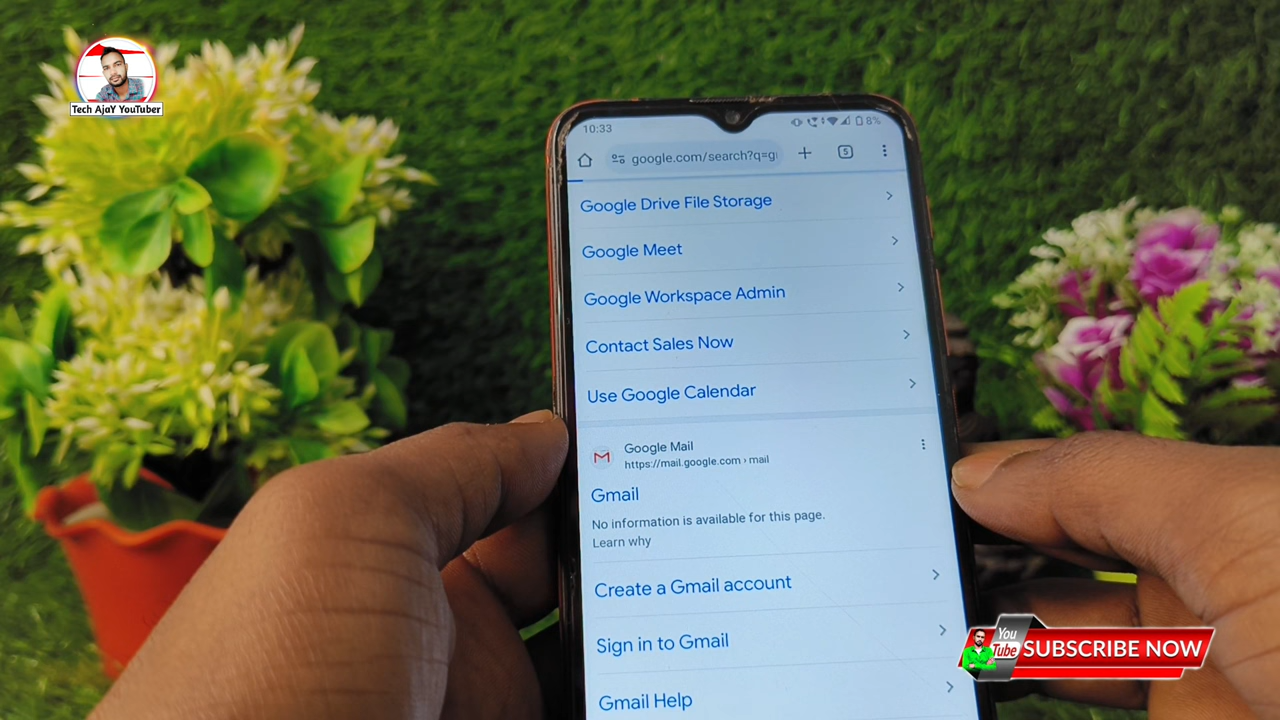 Tech AjaY YouTuber
10:33
8%
google.com/search?q=g
5
Google Drive File Storage
Google Meet
Google Workspace Admin
Contact Sales Now
Use Google Calendar
Google Mail
https://mail.google.com › mail
Gmail
No information is available for this page.
Learn why
Create a Gmail account
Sign in to Gmail
Gmail Help
You
Tube
SUBSCRIBE NOW